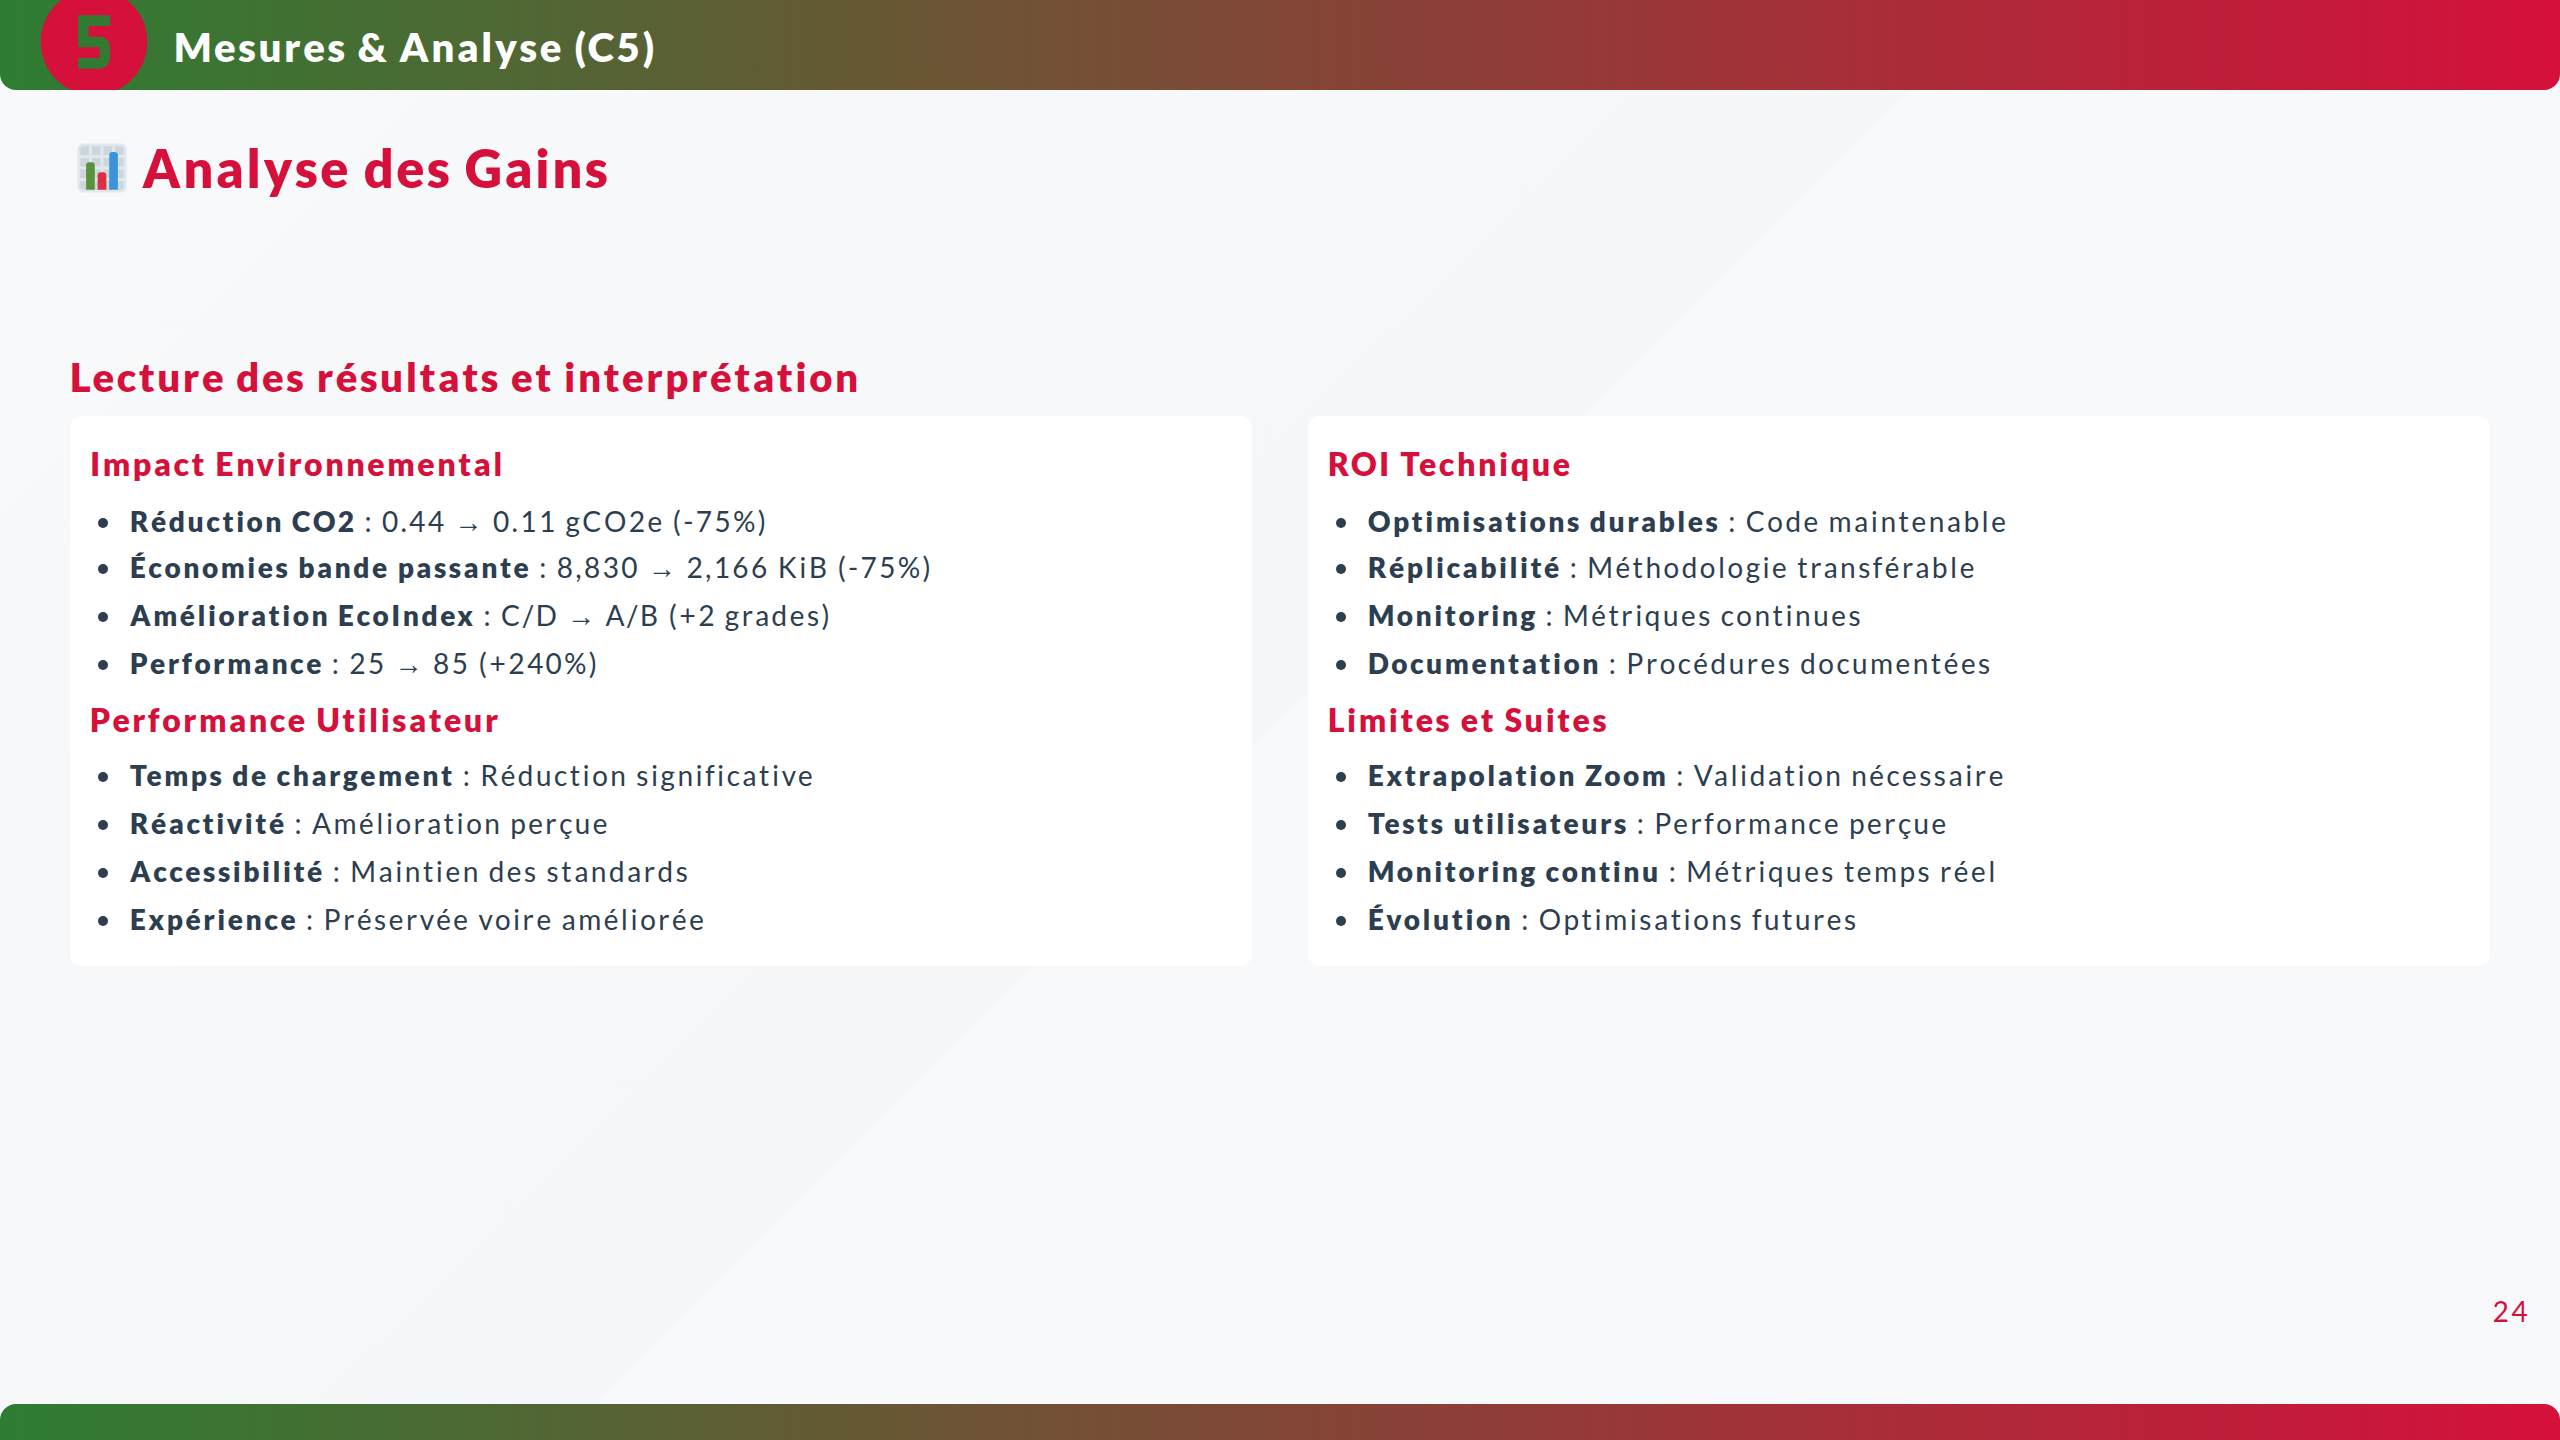 5
Mesures & Analyse (C5)
Analyse des Gains
Lecture des résultats et interprétation
Impact Environnemental
• Réduction CO2 : 0.44 → 0.11 gCO2e (-75%)
• Économies bande passante : 8,830 → 2,166 KiB (-75%)
• Amélioration EcoIndex : C/D → A/B (+2 grades)
• Performance : 25 → 85 (+240%)
Performance Utilisateur
• Temps de chargement : Réduction significative
• Réactivité : Amélioration perçue
• Accessibilité : Maintien des standards
• Expérience : Préservée voire améliorée
ROI Technique
• Optimisations durables : Code maintenable
• Réplicabilité : Méthodologie transférable
• Monitoring : Métriques continues
• Documentation : Procédures documentées
Limites et Suites
• Extrapolation Zoom : Validation nécessaire
• Tests utilisateurs : Performance perçue
• Monitoring continu : Métriques temps réel
• Évolution : Optimisations futures
24